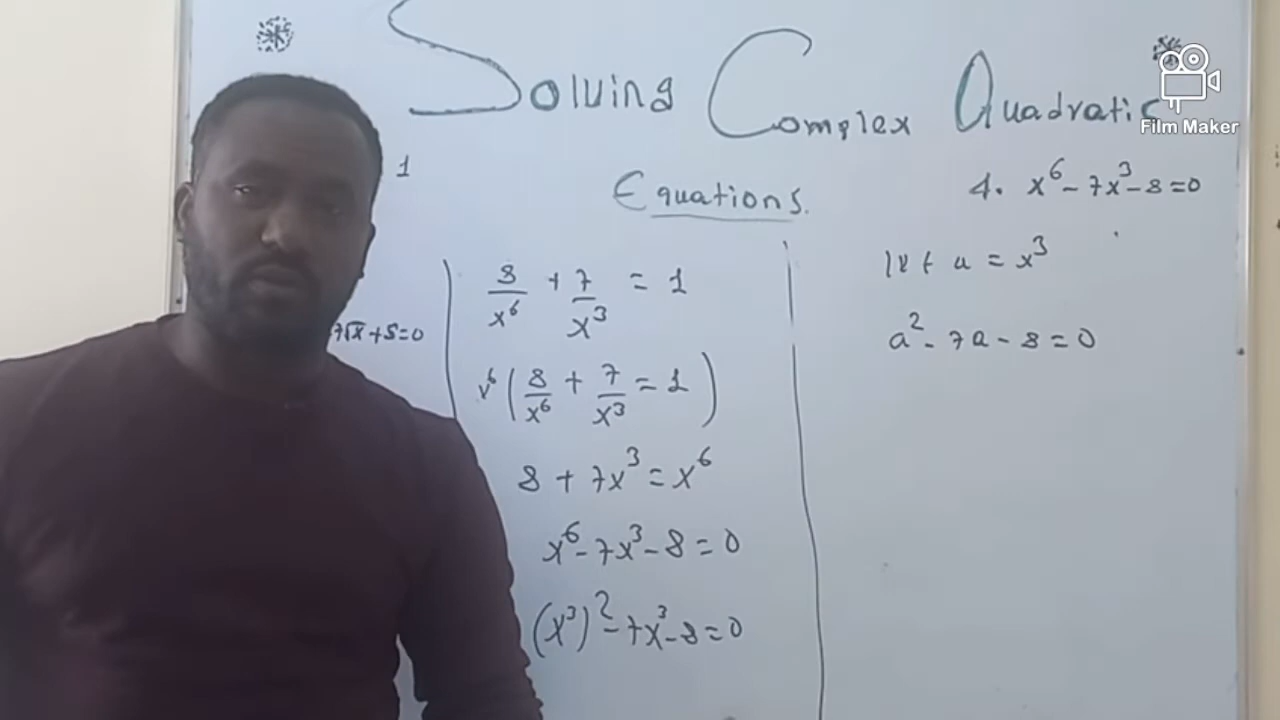 Solving Complex Quadratic
Equations.
Film Maker
1
7√x + 8 = 0
8/x⁶ + 7/x³ = 1
x⁶(8/x⁶ + 7/x³ = 1)
8 + 7x³ = x⁶
x⁶ - 7x³ - 8 = 0
(x³)² - 7x³ - 8 = 0
4. x⁶ - 7x³ - 8 = 0
let a = x³
a² - 7a - 8 = 0